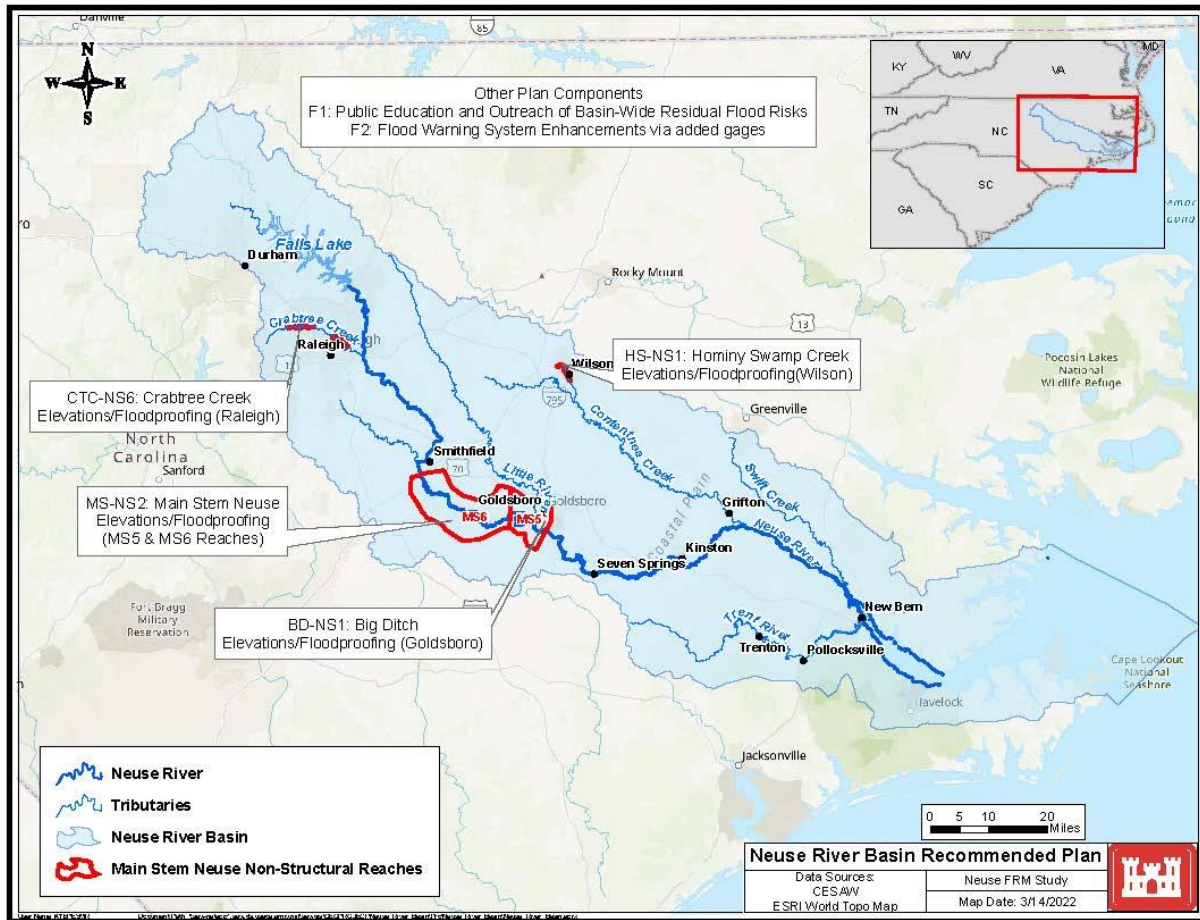 Danville
85
N
W E
S
Other Plan Components
F1: Public Education and Outreach of Basin-Wide Residual Flood Risks
F2: Flood Warning System Enhancements via added gages
KY
WV
VA
MD
TN
NC
SC
GA
Falls Lake
Durham
Rocky Mount
13
Crabtree Creek
Raleigh
Wilson
HS-NS1: Hominy Swamp Creek
Elevations/Floodproofing(Wilson)
Pocosin Lakes
National
Wildlife Refuge
CTC-NS6: Crabtree Creek
Elevations/Floodproofing (Raleigh)
795
Greenville
Contentnea Creek
North
Carolina
Sanford
Smithfield
70
Little River
Swift Creek
MS-NS2: Main Stem Neuse
Elevations/Floodproofing
(MS5 & MS6 Reaches)
Goldsboro
Goldsboro
MS6
MS5
Coastal Plain
Grifton
Neuse River
Kinston
Seven Springs
Fort Bragg
Military
Reservation
BD-NS1: Big Ditch
Elevations/Floodproofing (Goldsboro)
New Bern
Trent River
Trenton
Pollocksville
Cape Lookout
National
Seashore
Havelock
Jacksonville
Neuse River
Tributaries
Neuse River Basin
Main Stem Neuse Non-Structural Reaches
0 5 10 20
Miles
Neuse River Basin Recommended Plan
Data Sources:
CESAW
ESRI World Topo Map
Neuse FRM Study
Map Date: 3/14/2022